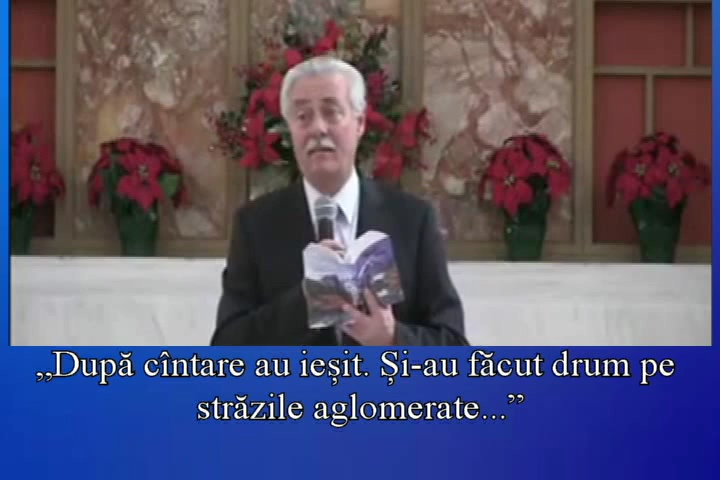 „După cîntare au ieșit. Și-au făcut drum pe
străzile aglomerate...”